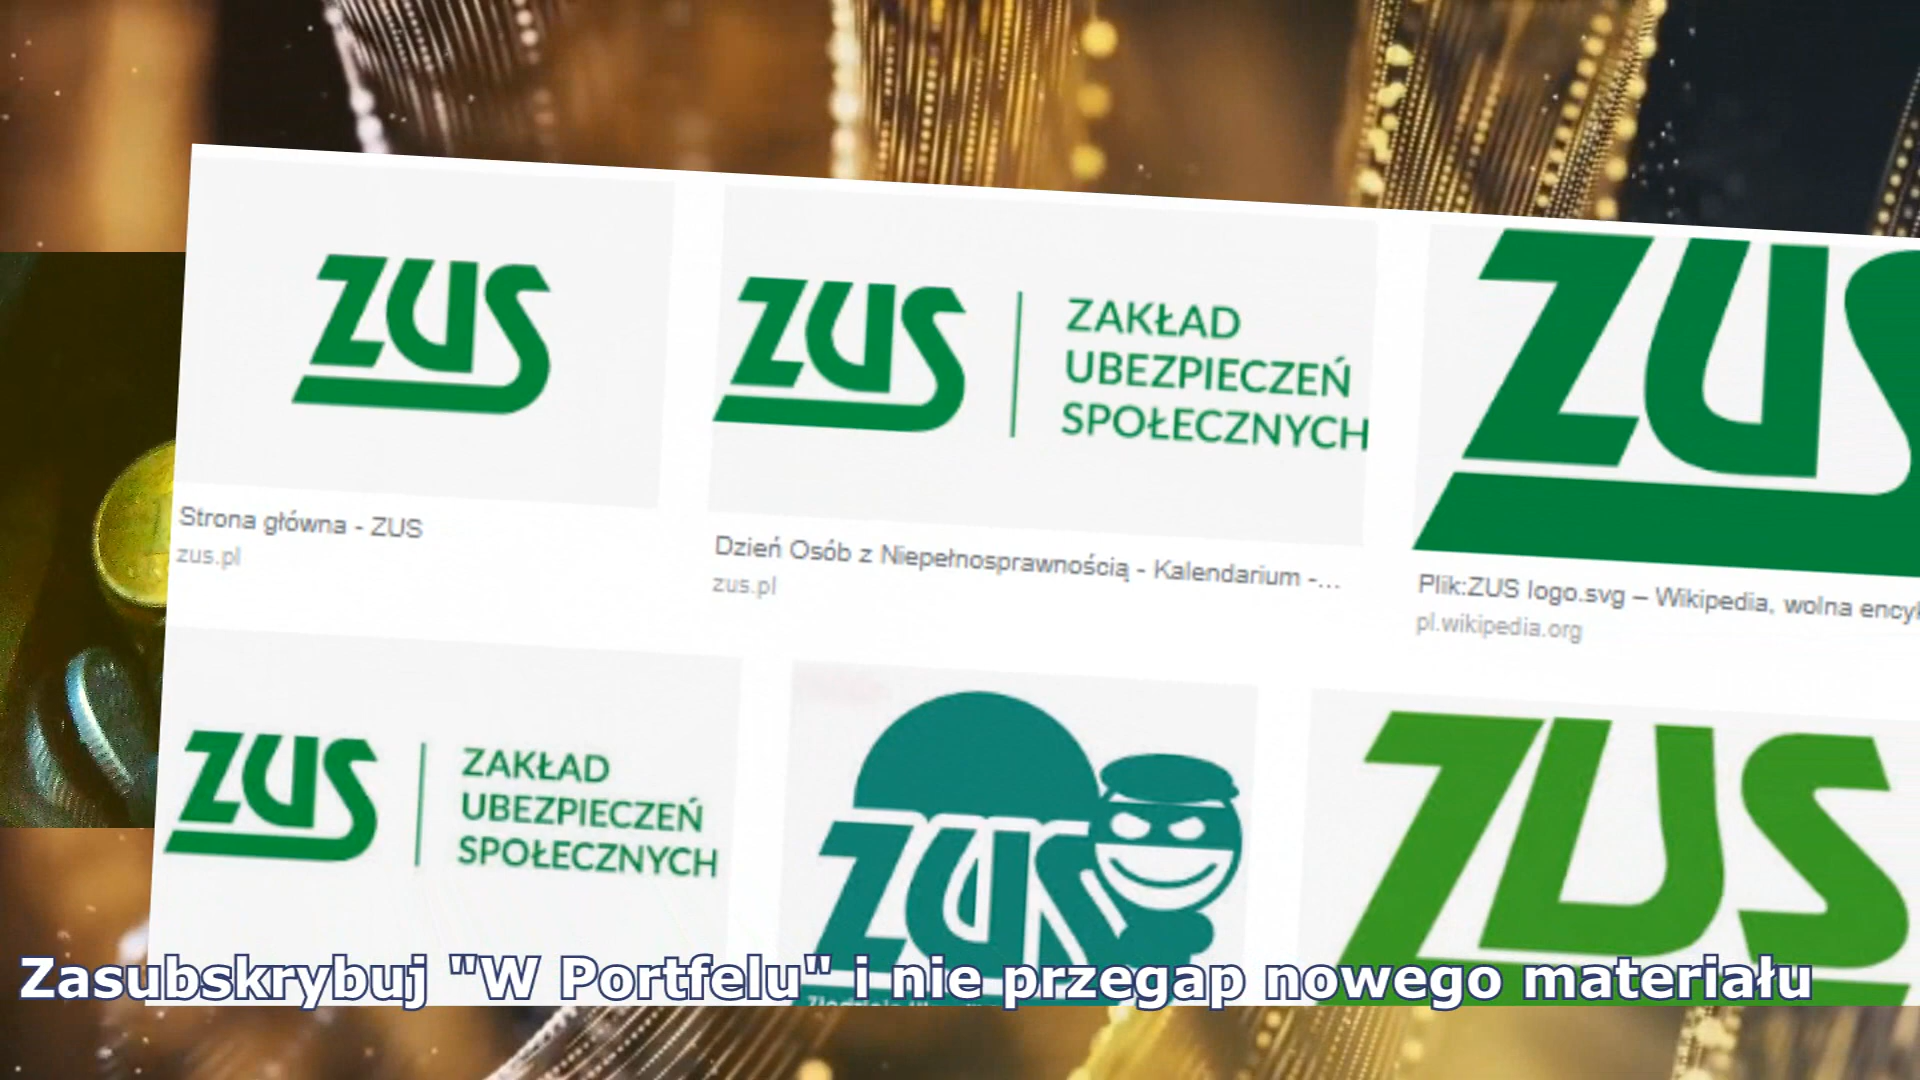 ZUS
ZUS
ZAKŁAD
UBEZPIECZEŃ
SPOŁECZNYCH
ZUS
Strona główna - ZUS
zus.pl
Dzień Osób z Niepełnosprawnością - Kalendarium -...
zus.pl
Plik:ZUS logo.svg – Wikipedia, wolna
pl.wikipedia.org
ZUS
ZAKŁAD
UBEZPIECZEŃ
SPOŁECZNYCH
ZUS
ZUS
Zasubskrybuj "W Portfelu" i nie przegap nowego materiału